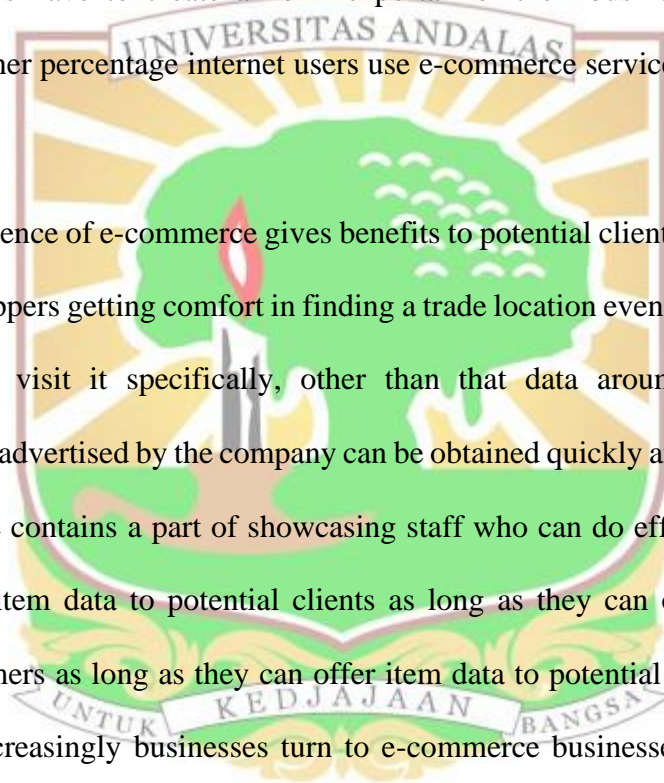 UNIVERSITAS ANDALAS
her percentage internet users use e-commerce service
ence of e-commerce gives benefits to potential client
ppers getting comfort in finding a trade location even
visit it specifically, other than that data aroun
advertised by the company can be obtained quickly a
contains a part of showcasing staff who can do eff
item data to potential clients as long as they can
ners as long as they can offer item data to potential
UNTUK KEDJAJAAN BANGSA
creasingly businesses turn to e-commerce businesse